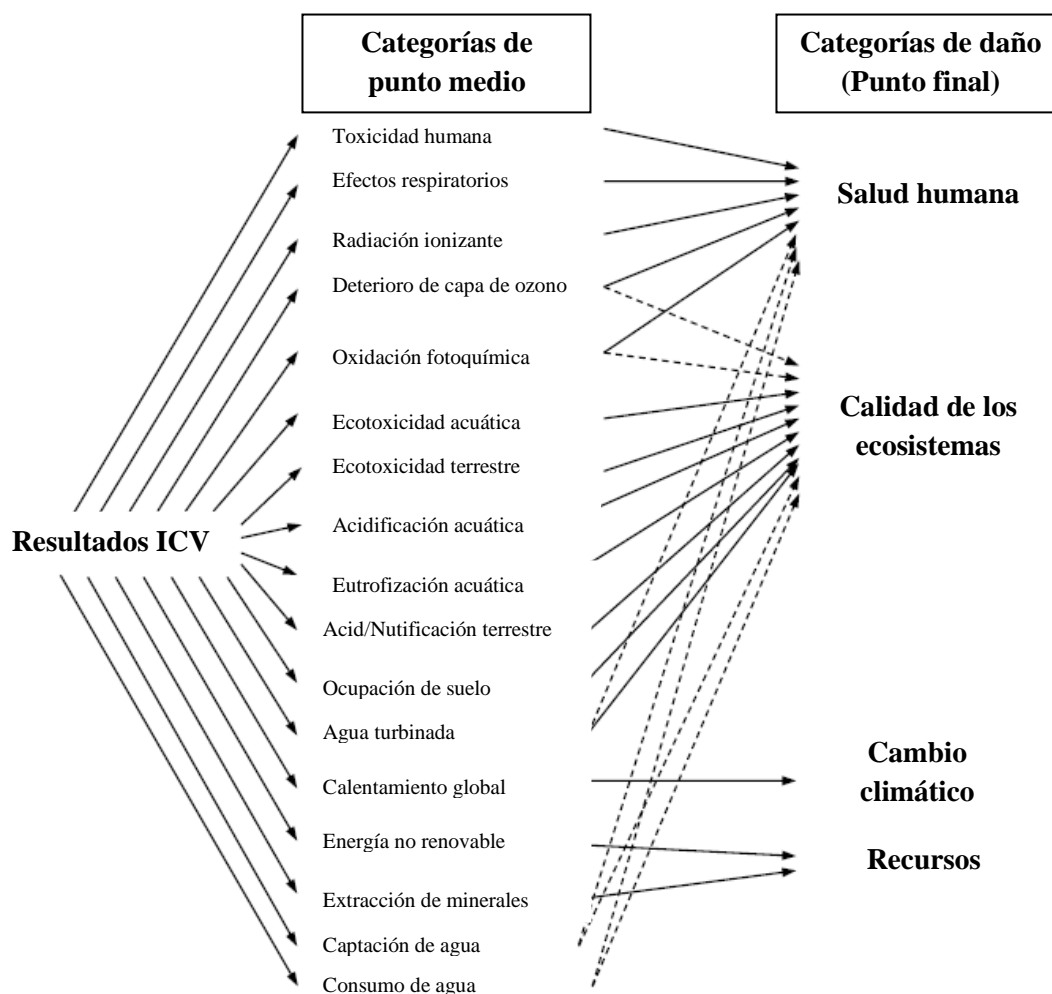 Categorías de
punto medio
Categorías de daño
(Punto final)
Toxicidad humana
Efectos respiratorios
Radiación ionizante
Deterioro de capa de ozono
Oxidación fotoquímica
Ecotoxicidad acuática
Ecotoxicidad terrestre
Acidificación acuática
Eutrofización acuática
Acid/Nutificación terrestre
Ocupación de suelo
Agua turbinada
Calentamiento global
Energía no renovable
Extracción de minerales
Captación de agua
Consumo de agua
Resultados ICV
Salud humana
Calidad de los
ecosistemas
Cambio
climático
Recursos